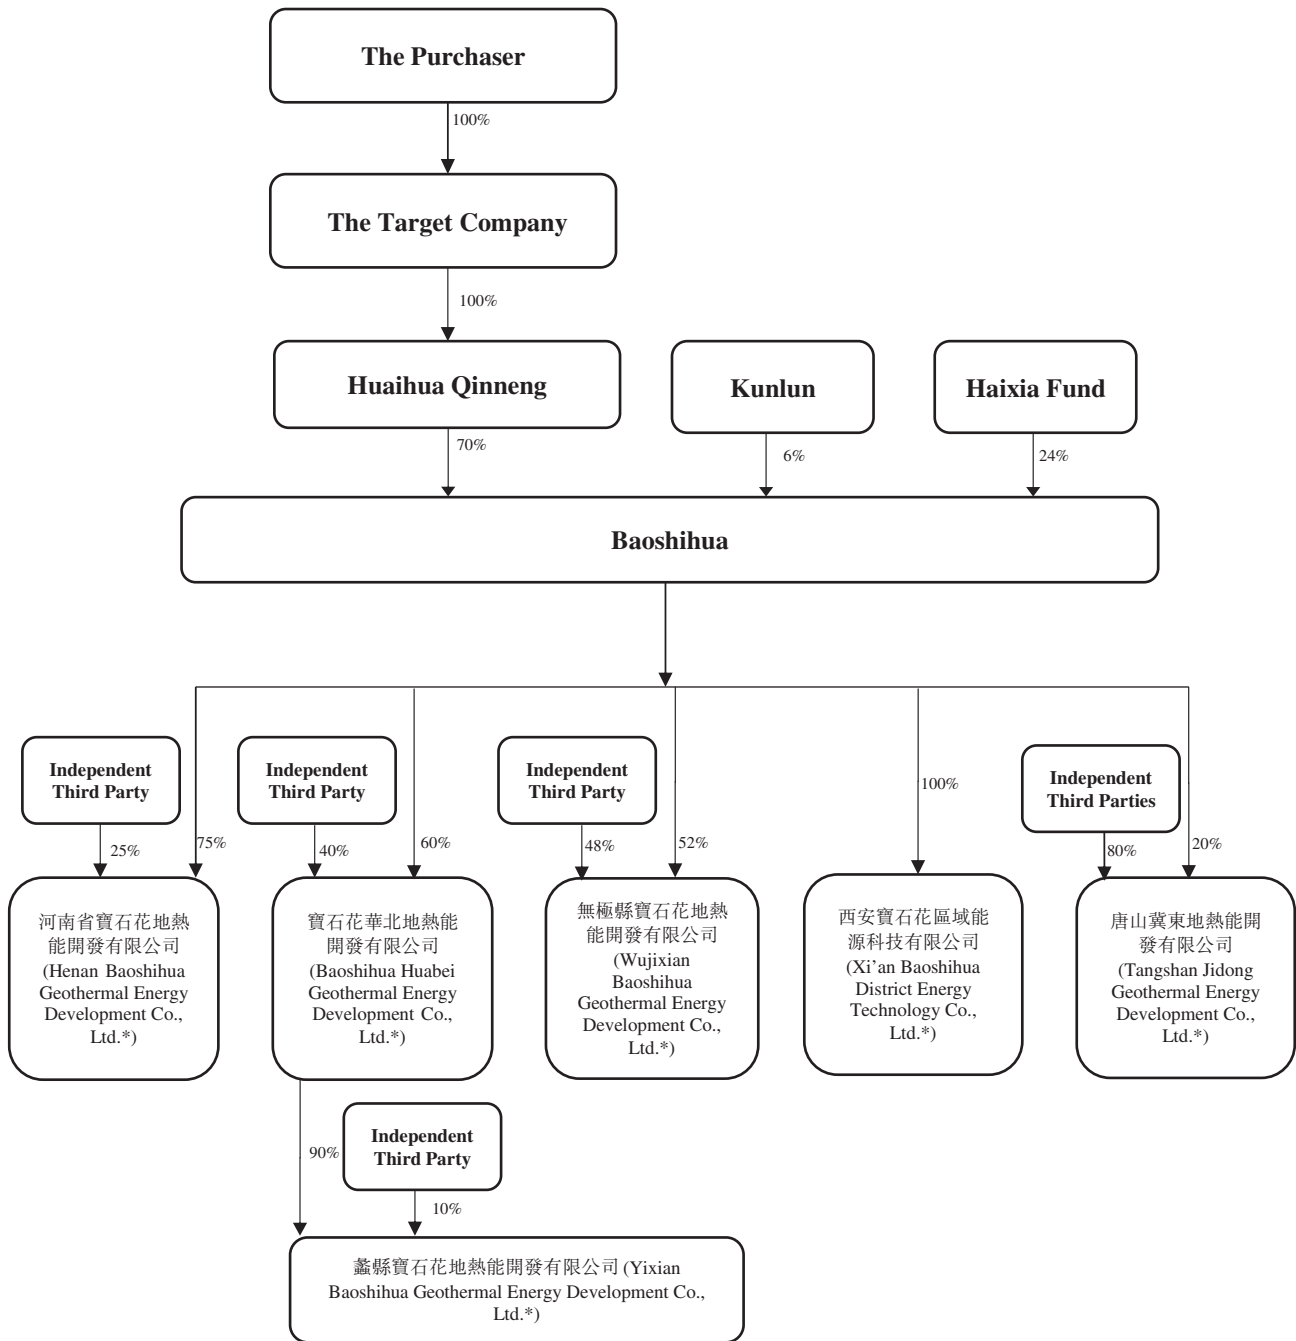 The Purchaser
100%
The Target Company
100%
Huaihua Qinneng
Kunlun
Haixia Fund
70%
6%
24%
Baoshihua
Independent
Third Party
Independent
Third Party
Independent
Third Party
Independent
Third Parties
25%
75%
40%
60%
48%
52%
100%
80%
20%
河南省寶石花地熱
能開發有限公司
(Henan Baoshihua
Geothermal Energy
Development Co.,
Ltd.*)
寶石花華北地熱能
開發有限公司
(Baoshihua Huabei
Geothermal Energy
Development Co.,
Ltd.*)
無極縣寶石花地熱
能開發有限公司
(Wujixian
Baoshihua
Geothermal Energy
Development Co.,
Ltd.*)
西安寶石花區域能
源科技有限公司
(Xi'an Baoshihua
District Energy
Technology Co.,
Ltd.*)
唐山冀東地熱能開
發有限公司
(Tangshan Jidong
Geothermal Energy
Development Co.,
Ltd.*)
90%
Independent
Third Party
10%
蠡縣寶石花地熱能開發有限公司 (Yixian
Baoshihua Geothermal Energy Development Co.,
Ltd.*)